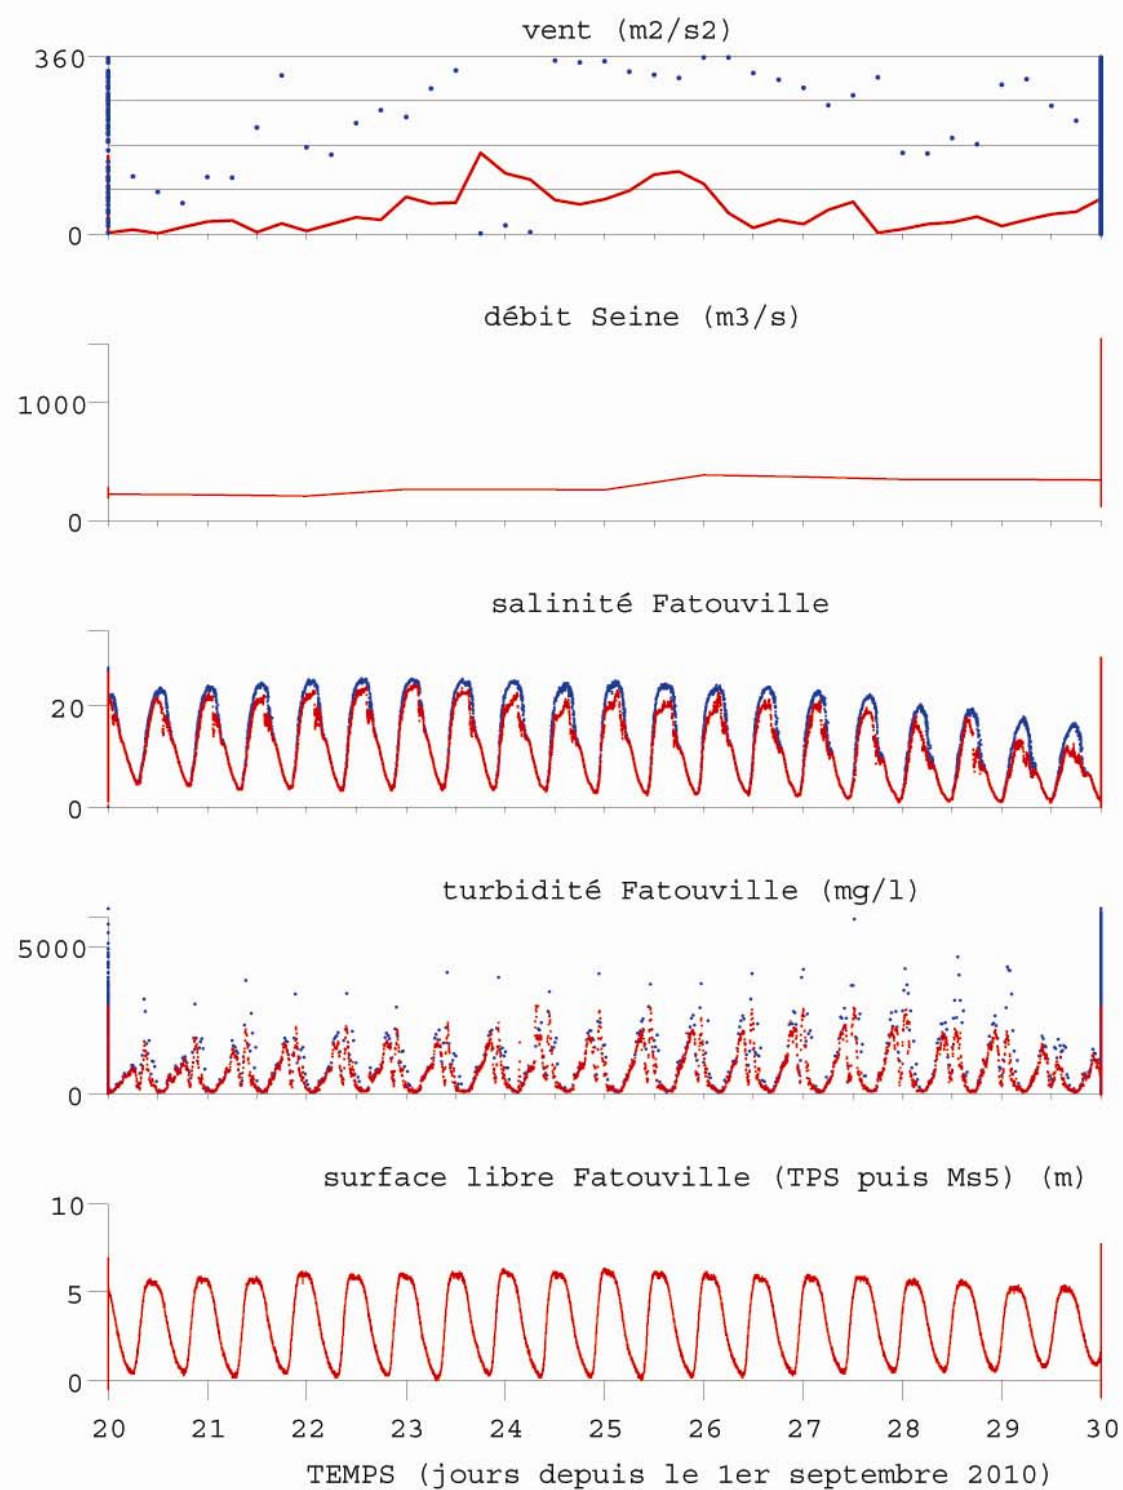 vent (m2/s2)
360
0
débit Seine (m3/s)
1000
0
salinité Fatouville
20
0
turbidité Fatouville (mg/l)
5000
0
surface libre Fatouville (TPS puis Ms5) (m)
10
5
0
20 21 22 23 24 25 26 27 28 29 30
TEMPS (jours depuis le 1er septembre 2010)